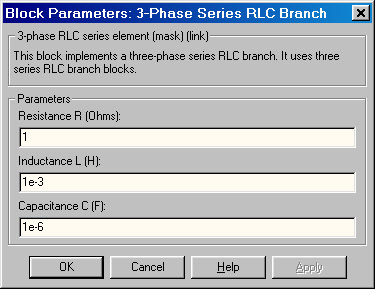 Block Parameters: 3-Phase Series RLC Branch
3-phase RLC series element (mask) (link)
This block implements a three-phase series RLC branch. It uses three
series RLC branch blocks.
Parameters
Resistance R (Ohms):
1
Inductance L (H):
1e-3
Capacitance C (F):
1e-6
OK Cancel Help Apply